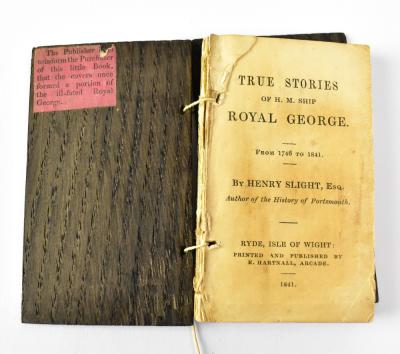 The Publisher
to inform the Purchaser
of this little Book,
that the covers once
formed a portion of
the ill-fated Royal
George.
TRUE STORIES
OF H. M. SHIP
ROYAL GEORGE.
From 1746 to 1841.
By HENRY SLIGHT, Esq.
Author of the History of Portsmouth.
RYDE, ISLE OF WIGHT:
PRINTED AND PUBLISHED BY
E. HARTNALL, ARCADE.
1841.